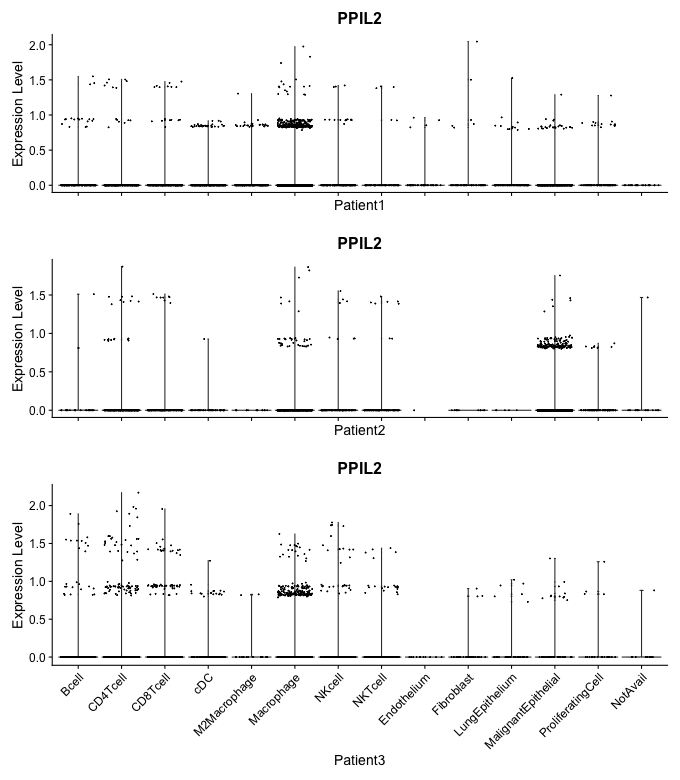 PPIL2
Expression Level
2.0
1.5
1.0
0.5
0.0
Patient1
PPIL2
Expression Level
1.5
1.0
0.5
0.0
Patient2
PPIL2
Expression Level
2.0
1.5
1.0
0.5
0.0
Bcell
CD4Tcell
CD8Tcell
cDC
M2Macrophage
Macrophage
NKcell
NKTcell
Endothelium
Fibroblast
LungEpithelium
MalignantEpithelial
ProliferatingCell
NotAvail
Patient3